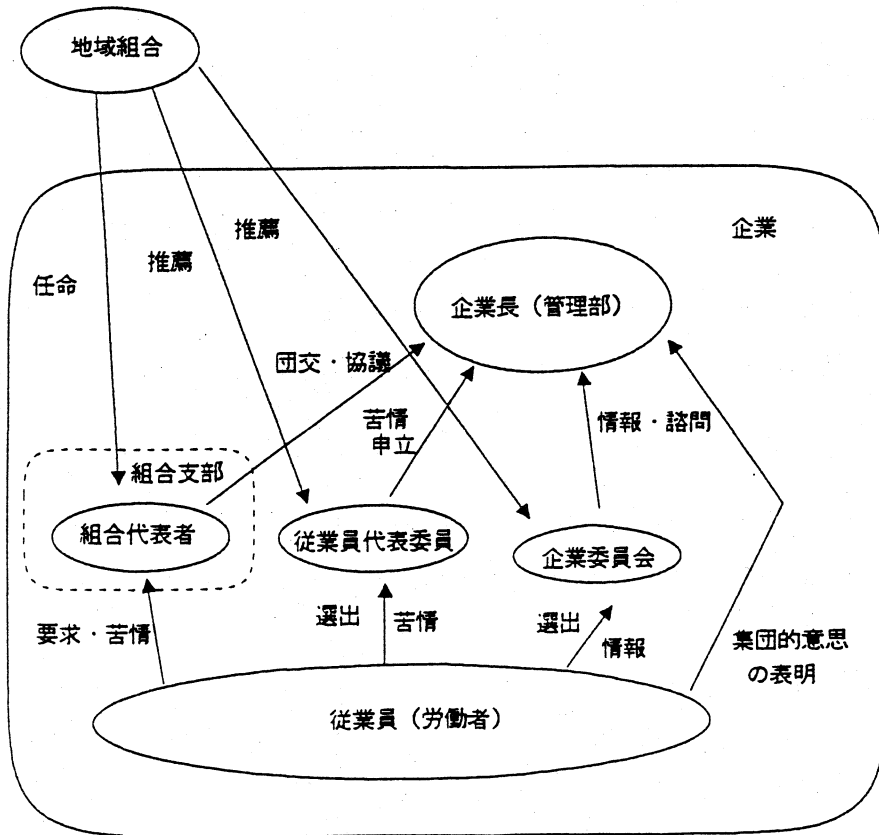 地域組合
企業
推薦
推薦
任命
企業長（管理部）
団交・協議
苦情
申立
情報・諮問
組合支部
組合代表者
従業員代表委員
企業委員会
要求・苦情
選出
苦情
選出
情報
集団的意思
の表明
従業員（労働者）